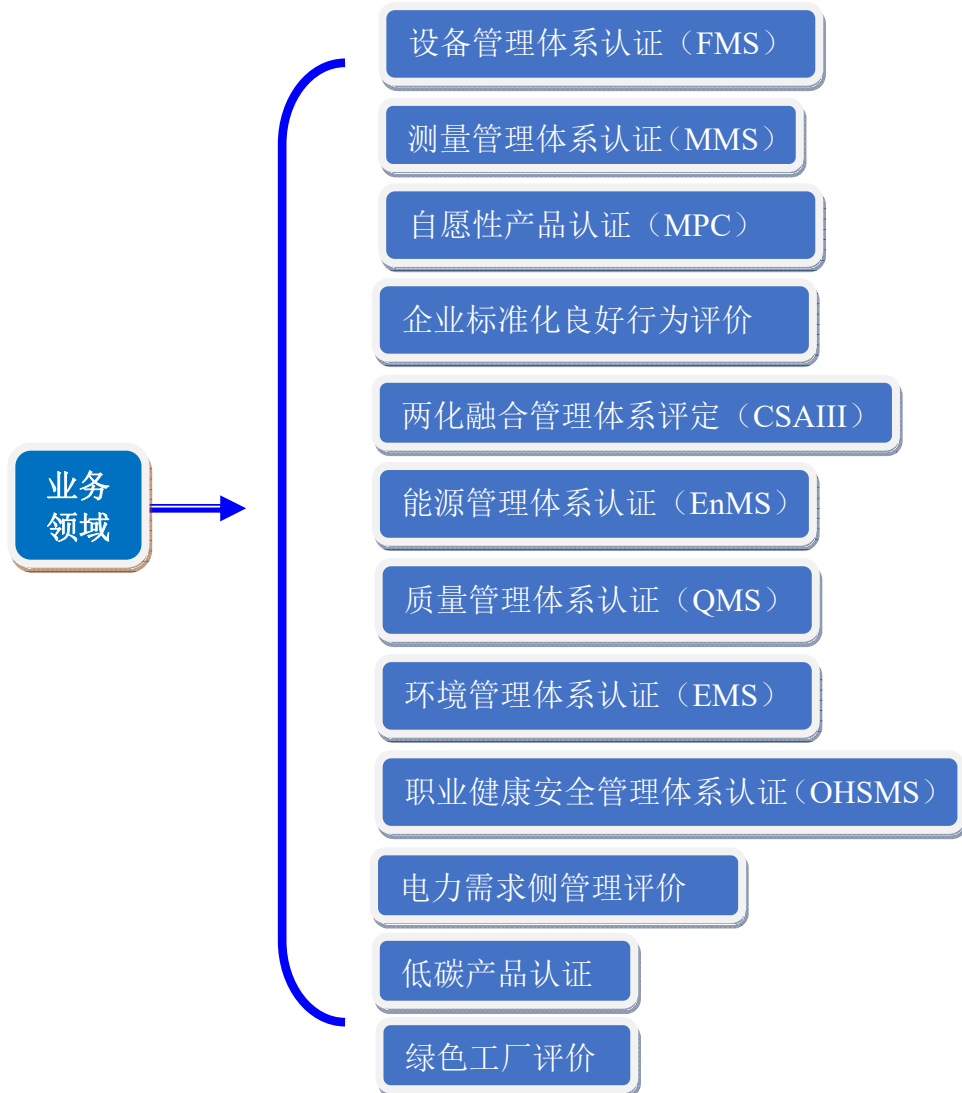 设备管理体系认证（FMS）
测量管理体系认证（MMS）
自愿性产品认证（MPC）
企业标准化良好行为评价
两化融合管理体系评定（CSAIII）
业务
领域
能源管理体系认证（EnMS）
质量管理体系认证（QMS）
环境管理体系认证（EMS）
职业健康安全管理体系认证（OHSMS）
电力需求侧管理评价
低碳产品认证
绿色工厂评价